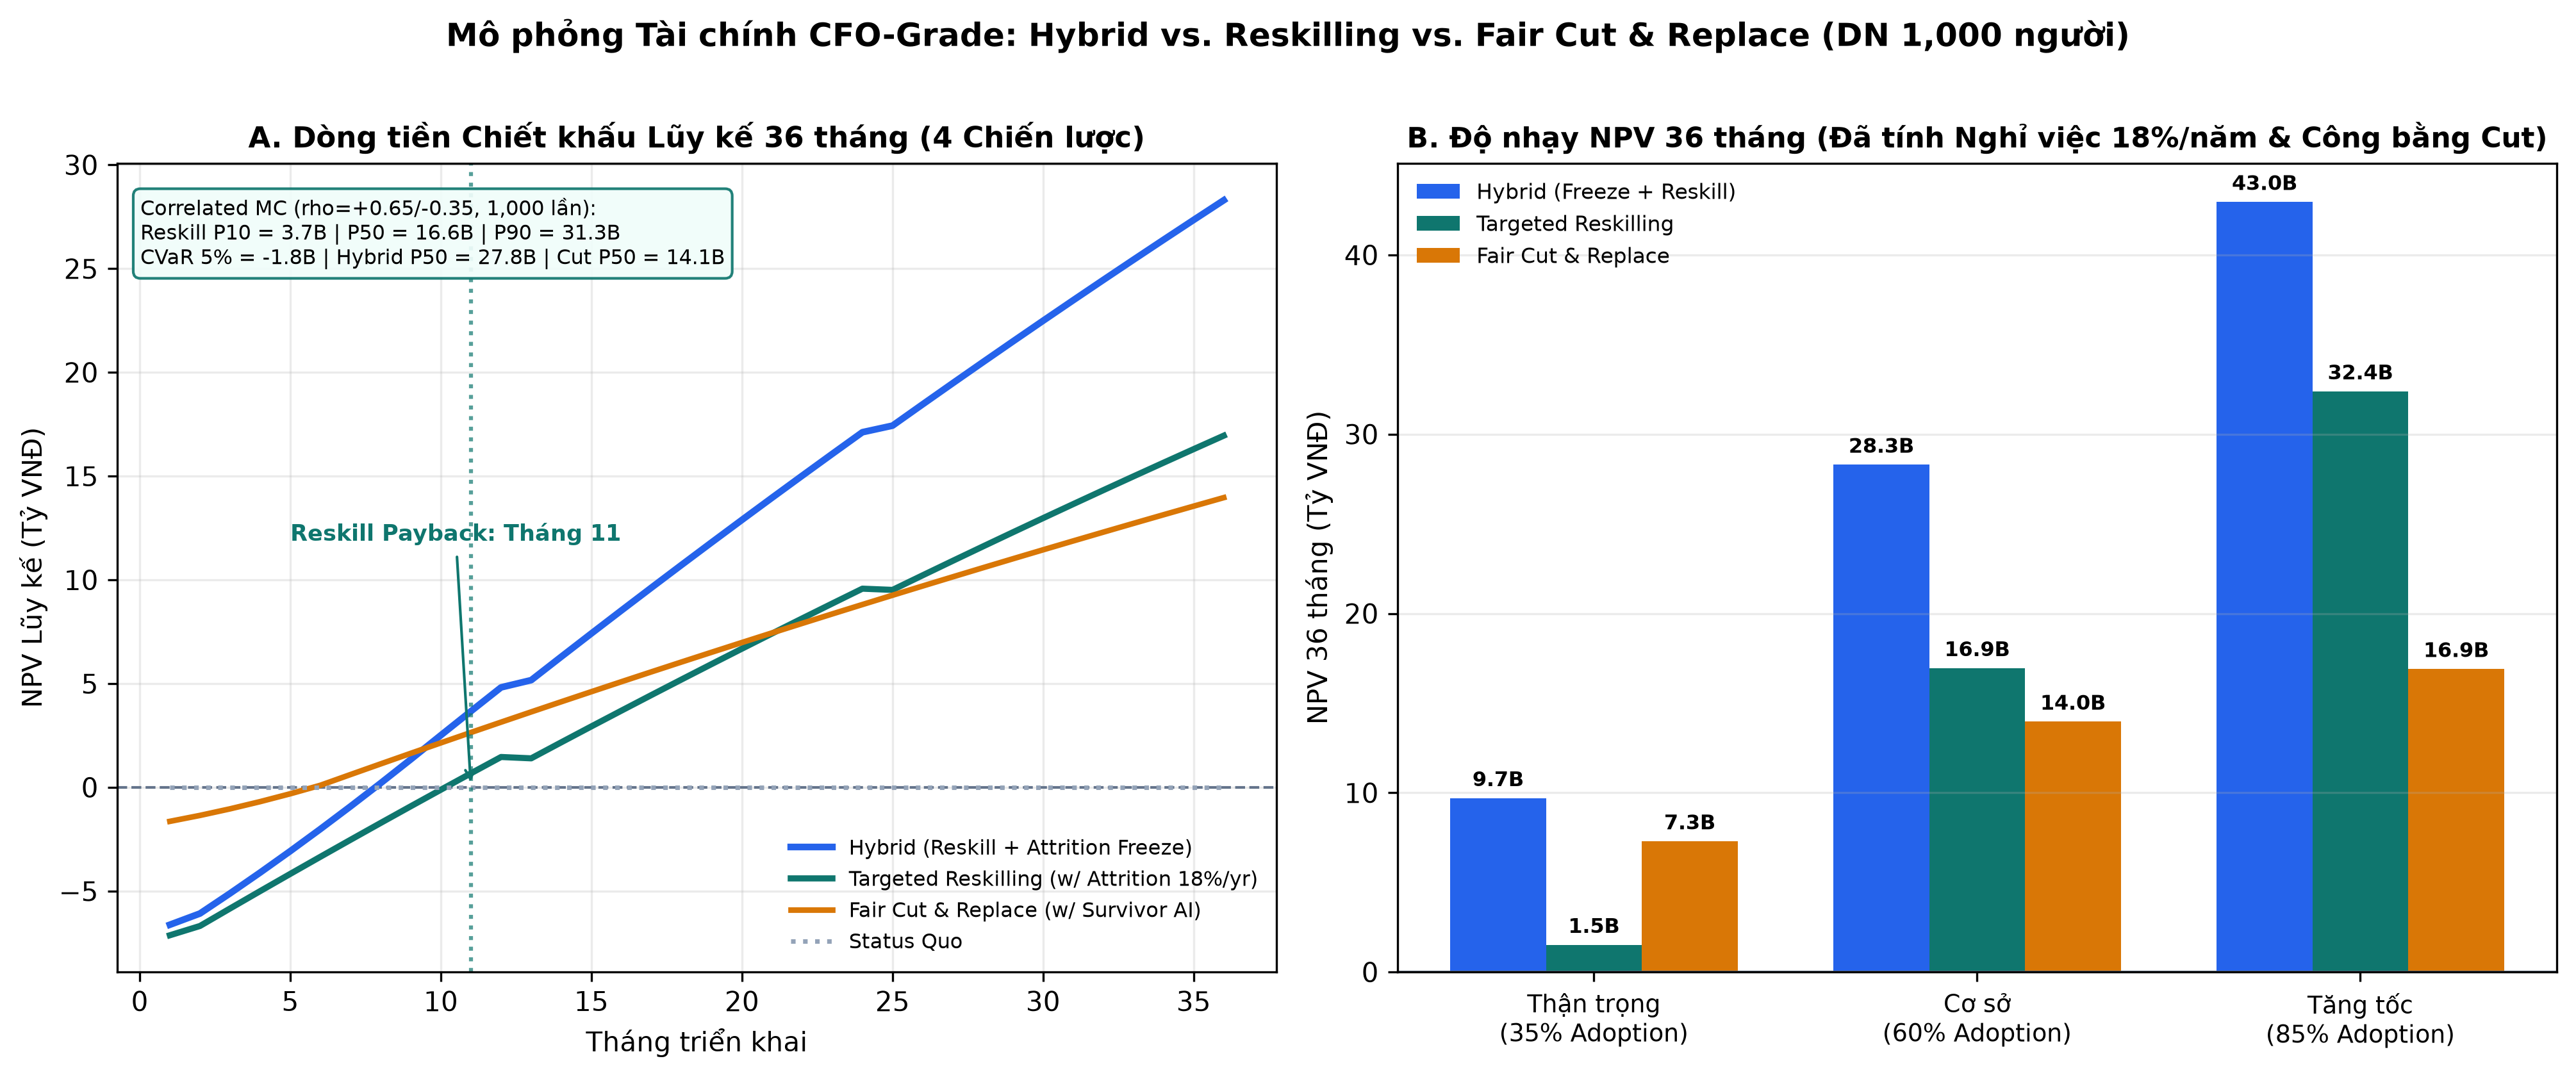 Mô phỏng Tài chính CFO-Grade: Hybrid vs. Reskilling vs. Fair Cut & Replace (DN 1,000 người)
A. Dòng tiền Chiết khấu Lũy kế 36 tháng (4 Chiến lược)
NPV Lũy kế (Tỷ VNĐ)
30
25
20
15
10
5
0
−5
Correlated MC (rho=+0.65/-0.35, 1,000 lần):
Reskill P10 = 3.7B | P50 = 16.6B | P90 = 31.3B
CVaR 5% = -1.8B | Hybrid P50 = 27.8B | Cut P50 = 14.1B
Reskill Payback: Tháng 11
Hybrid (Reskill + Attrition Freeze)
Targeted Reskilling (w/ Attrition 18%/yr)
Fair Cut & Replace (w/ Survivor AI)
Status Quo
0 5 10 15 20 25 30 35
Tháng triển khai
B. Độ nhạy NPV 36 tháng (Đã tính Nghỉ việc 18%/năm & Công bằng Cut)
NPV 36 tháng (Tỷ VNĐ)
40
30
20
10
0
Hybrid (Freeze + Reskill)
Targeted Reskilling
Fair Cut & Replace
9.7B
1.5B
7.3B
28.3B
16.9B
14.0B
43.0B
32.4B
16.9B
Thận trọng
(35% Adoption)
Cơ sở
(60% Adoption)
Tăng tốc
(85% Adoption)